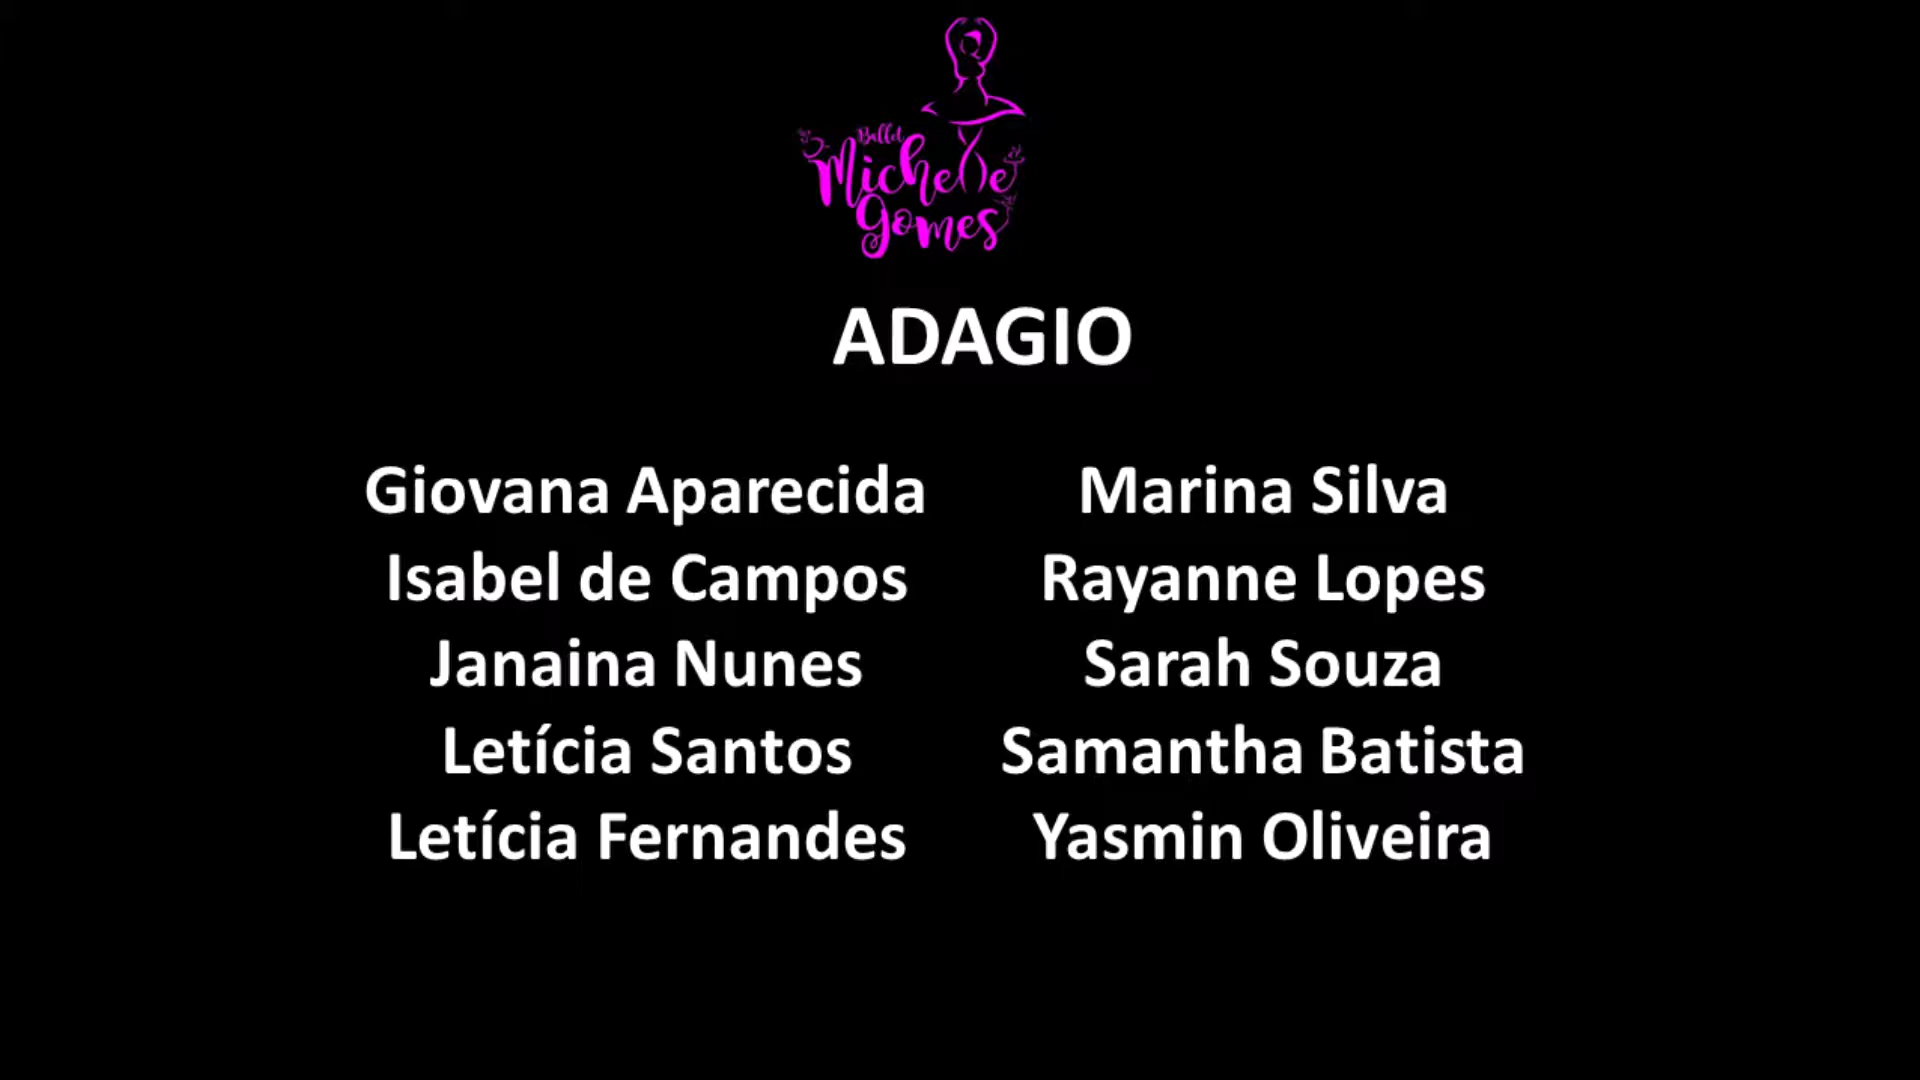 Ballet
Michelle
Gomes
ADAGIO
Giovana Aparecida
Isabel de Campos
Janaina Nunes
Letícia Santos
Letícia Fernandes
Marina Silva
Rayanne Lopes
Sarah Souza
Samantha Batista
Yasmin Oliveira